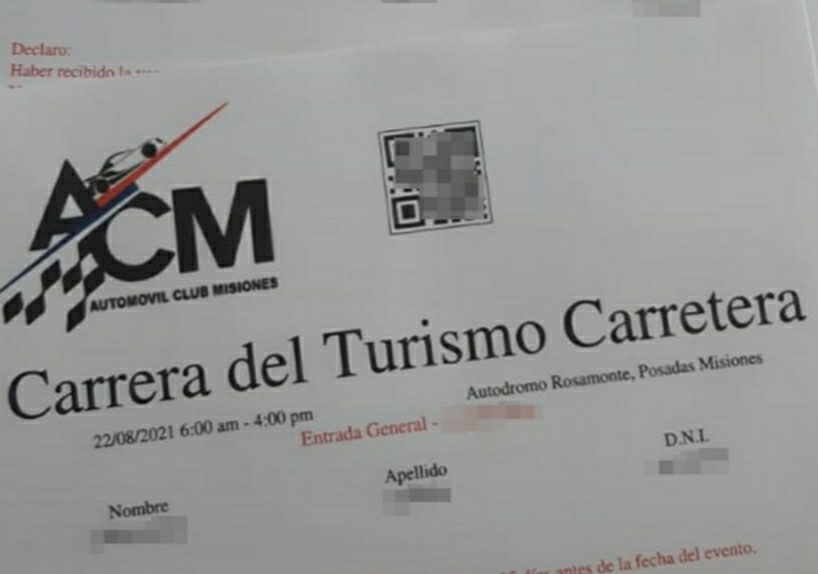 Declaro:
Haber recibido la
ACM
AUTOMOVIL CLUB MISIONES
Carrera del Turismo Carretera
22/08/2021 6:00 am - 4:00 pm
Autodromo Rosamonte, Posadas Misiones
Entrada General -
Nombre
Apellido
D.N.I.
días antes de la fecha del evento.